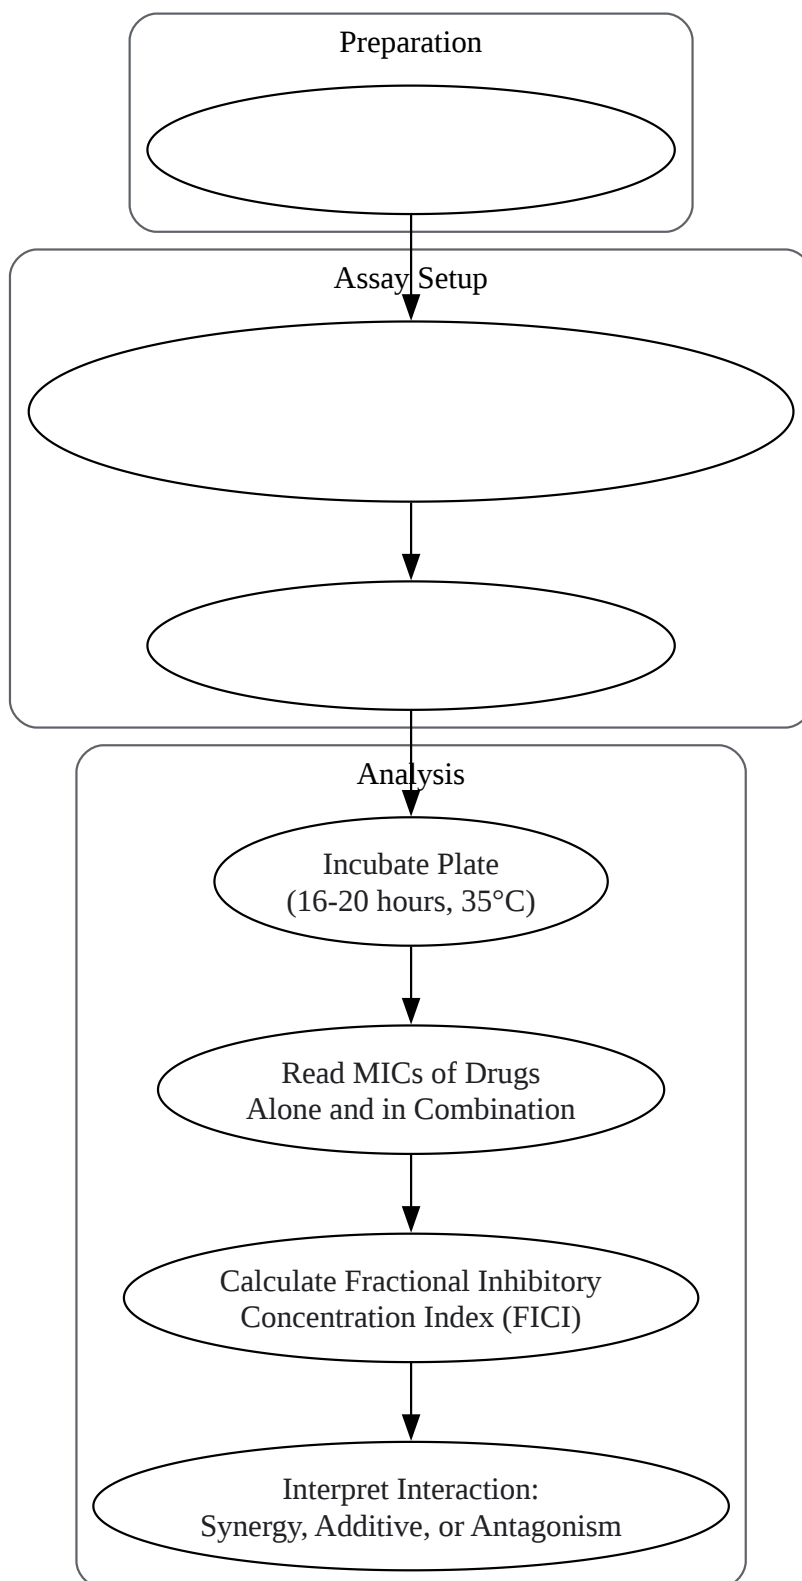 Preparation
Assay Setup
Analysis
Incubate Plate
(16-20 hours, 35°C)
Read MICs of Drugs
Alone and in Combination
Calculate Fractional Inhibitory
Concentration Index (FICI)
Interpret Interaction:
Synergy, Additive, or Antagonism